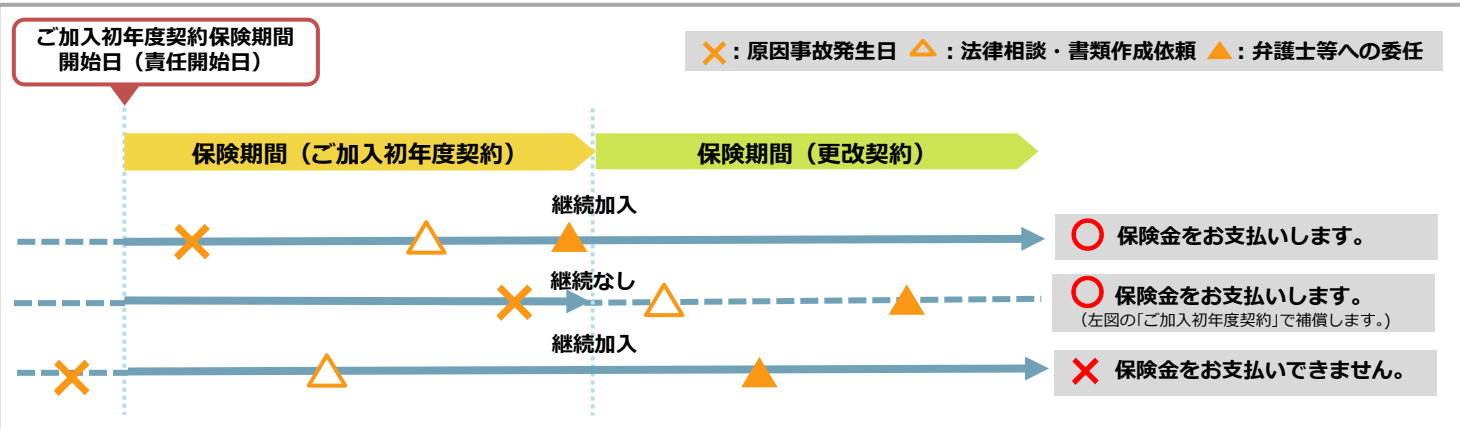 ご加入初年度契約保険期間
開始日（責任開始日）
：原因事故発生日 ：法律相談・書類作成依頼 ：弁護士等への委任
保険期間（ご加入初年度契約） 保険期間（更改契約）
継続加入
保険金をお支払いします。
継続なし
保険金をお支払いします。
（左図の｢ご加入初年度契約｣で補償します。)
継続加入
保険金をお支払いできません。